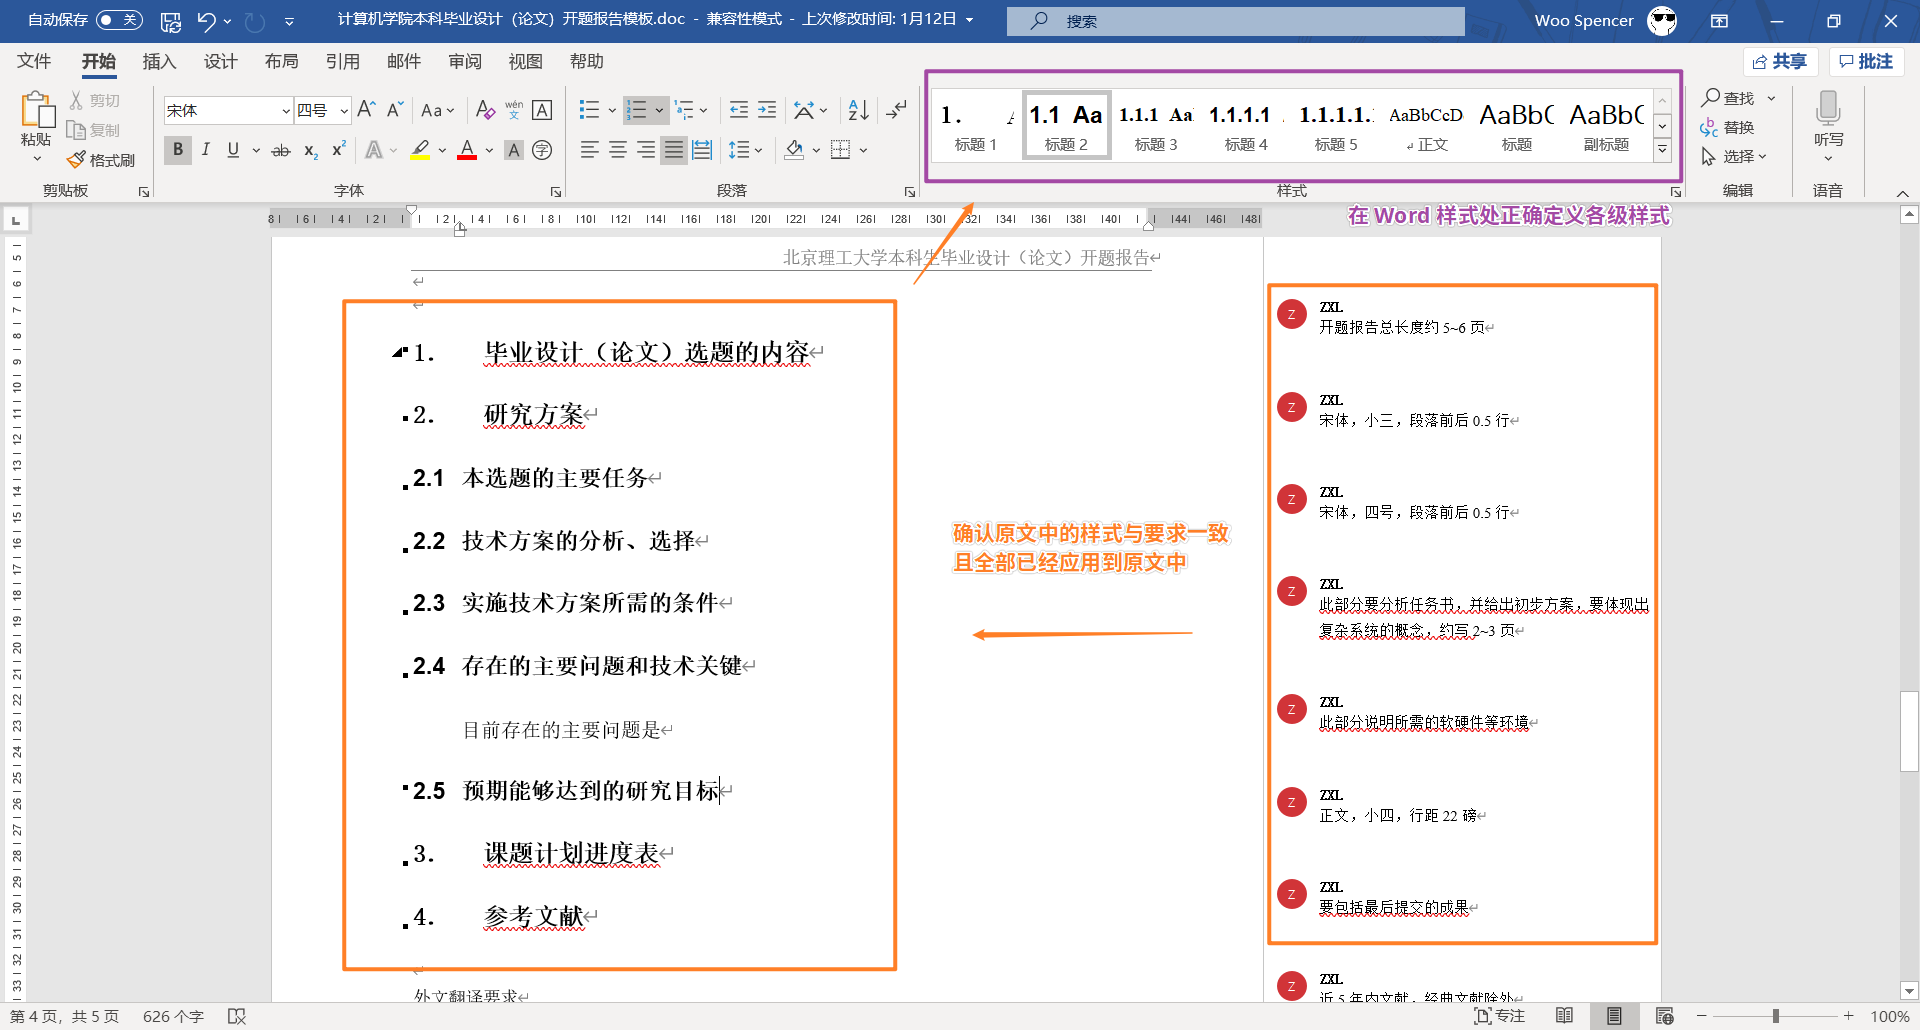 自动保存 关
计算机学院本科毕业设计（论文）开题报告模板.doc - 兼容性模式 - 上次修改时间: 1月12日
搜索
Woo Spencer
文件 开始 插入 设计 布局 引用 邮件 审阅 视图 帮助
共享 批注
粘贴
剪切
复制
格式刷
剪贴板
宋体 四号
Aa
wén
文
A
B I U ab x₂ x² A A A 字
字体
段落
1. 标题 1
1.1 Aa 标题 2
1.1.1 Aa 标题 3
1.1.1.1 标题 4
1.1.1.1. 标题 5
AaBbCcD 正文
AaBbC 标题
AaBbC 副标题
样式
查找
替换
选择
编辑
听写
语音
在 Word 样式处正确定义各级样式
北京理工大学本科生毕业设计（论文）开题报告
1. 毕业设计（论文）选题的内容
2. 研究方案
2.1 本选题的主要任务
2.2 技术方案的分析、选择
2.3 实施技术方案所需的条件
2.4 存在的主要问题和技术关键
目前存在的主要问题是
2.5 预期能够达到的研究目标
3. 课题计划进度表
4. 参考文献
外文翻译要求
确认原文中的样式与要求一致
且全部已经应用到原文中
Z ZXL
开题报告总长度约 5~6 页
Z ZXL
宋体，小三，段落前后 0.5 行
Z ZXL
宋体，四号，段落前后 0.5 行
Z ZXL
此部分要分析任务书，并给出初步方案，要体现出
复杂系统的概念，约写 2~3 页
Z ZXL
此部分说明所需的软硬件等环境
Z ZXL
正文，小四，行距 22 磅
Z ZXL
要包括最后提交的成果
Z ZXL
近 5 年内文献，经典文献除外
第 4 页，共 5 页 626 个字
专注
100%